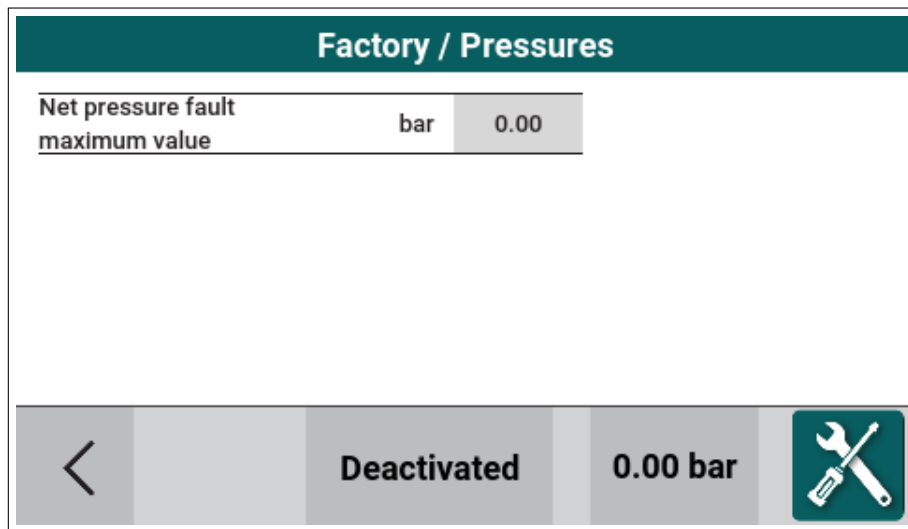 Factory / Pressures
Net pressure fault
maximum value
bar
0.00
Deactivated
0.00 bar